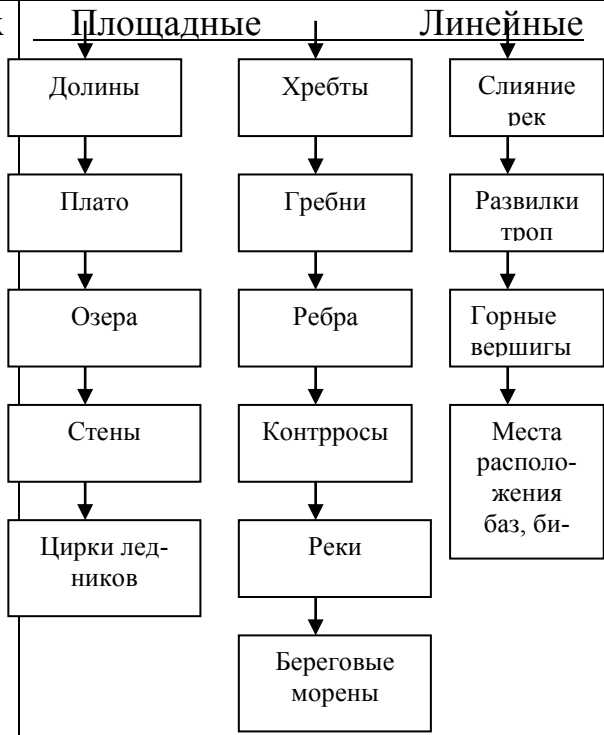 к Площадные Линейные
Долины
Плато
Озера
Стены
Цирки лед-
ников
Хребты
Гребни
Ребра
Контрросы
Реки
Береговые
морены
Слияние
рек
Развилки
троп
Горные
вершигы
Места
располо-
жения
баз, би-